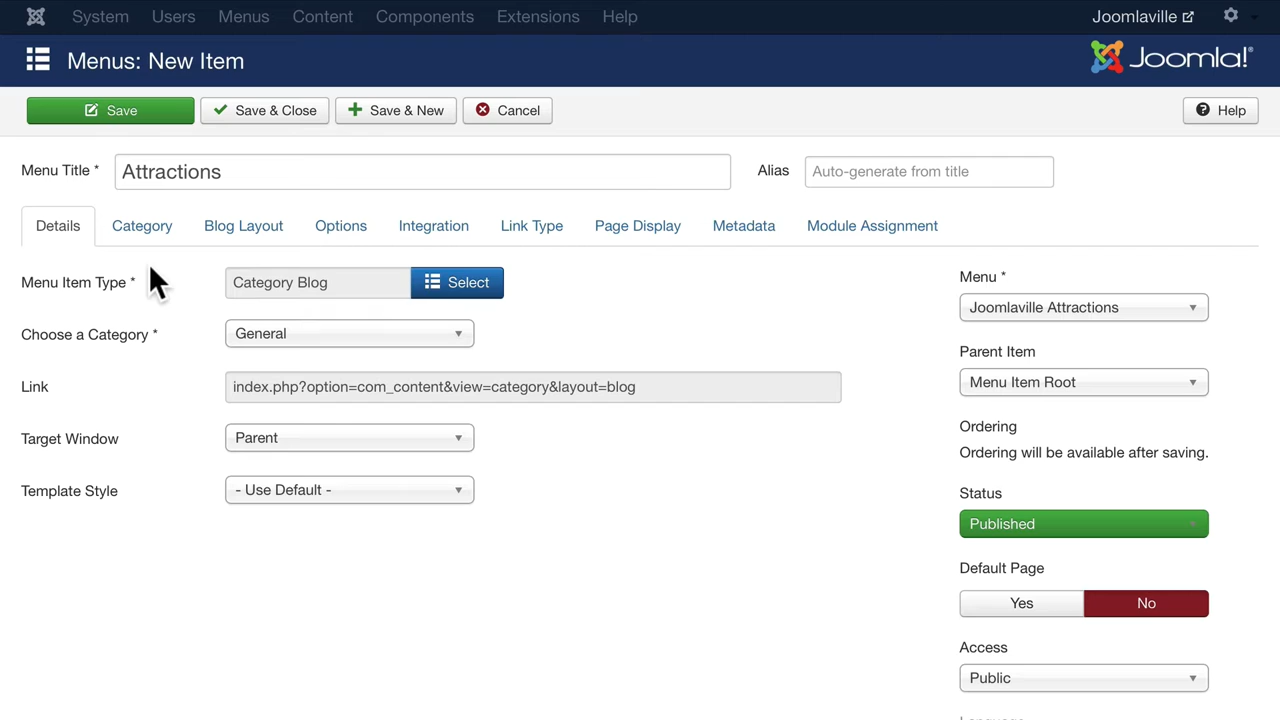 System Users Menus Content Components Extensions Help Joomlaville
Menus: New Item Joomla!®
Save Save & Close Save & New Cancel Help
Menu Title * Attractions Alias Auto-generate from title
Details Category Blog Layout Options Integration Link Type Page Display Metadata Module Assignment
Menu Item Type * Category Blog Select
Choose a Category * General
Link index.php?option=com_content&view=category&layout=blog
Target Window Parent
Template Style - Use Default -
Menu *
Joomlaville Attractions
Parent Item
Menu Item Root
Ordering
Ordering will be available after saving.
Status
Published
Default Page
Yes No
Access
Public